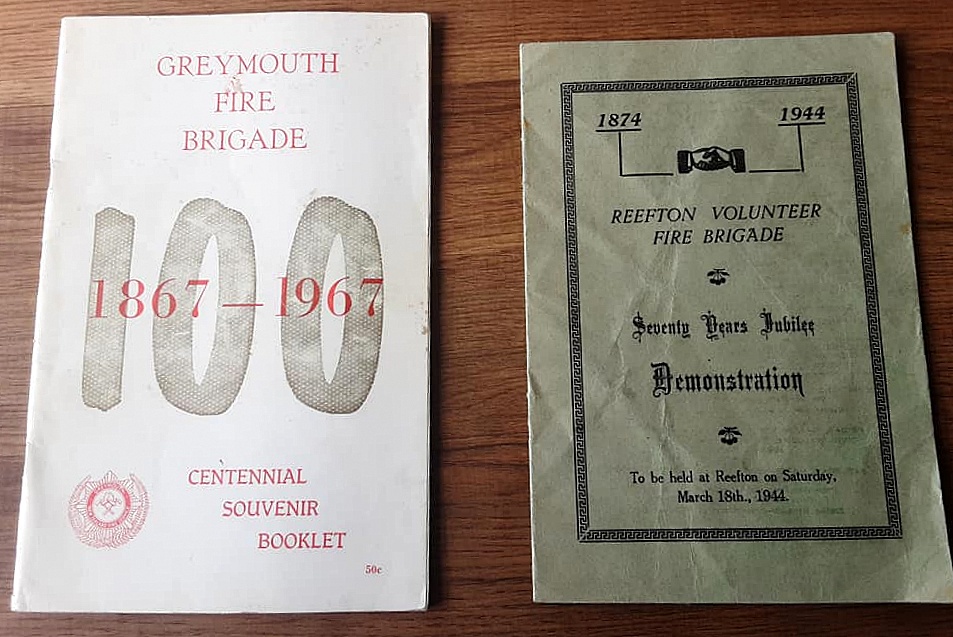 GREYMOUTH
FIRE
BRIGADE
100
1867 — 1967
CENTENNIAL
SOUVENIR
BOOKLET
50c
1874
1944
REEFTON VOLUNTEER
FIRE BRIGADE
Seventy Years Jubilee
Demonstration
To be held at Reefton on Saturday,
March 18th., 1944.